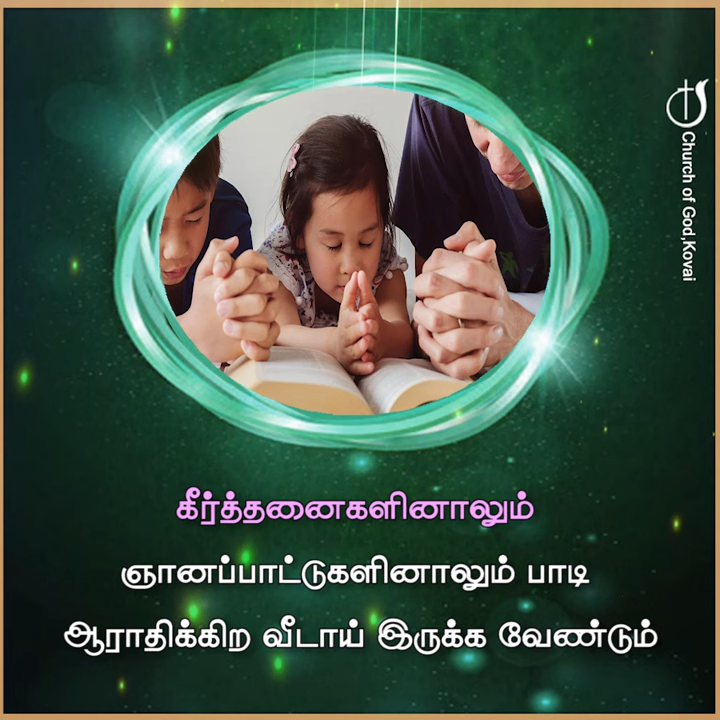 Church of God,Kovai
கீர்த்தனைகளினாலும்
ஞானப்பாட்டுகளினாலும் பாடி
ஆராதிக்கிற வீடாய் இருக்க வேண்டும்